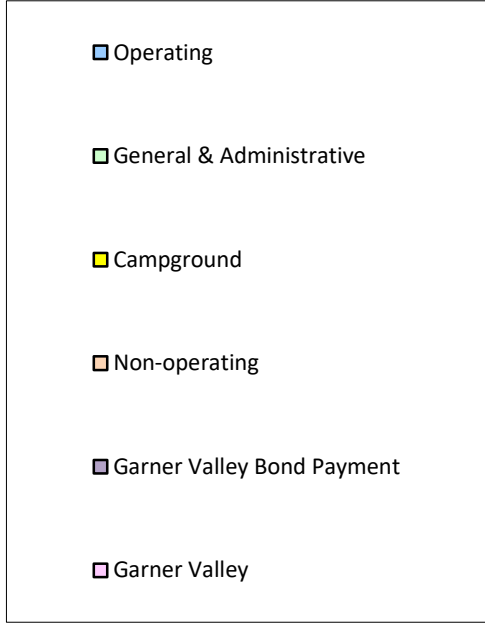 Operating
General & Administrative
Campground
Non-operating
Garner Valley Bond Payment
Garner Valley